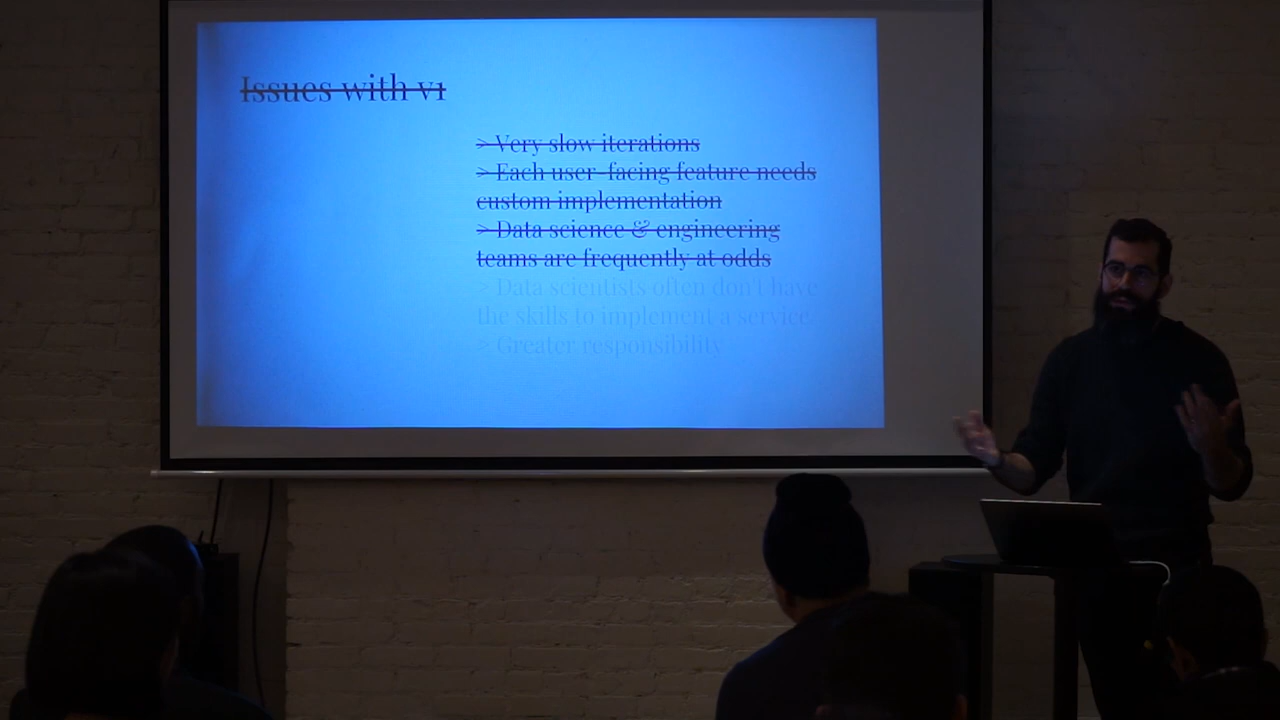 Issues with v1
> Very slow iterations
> Each user-facing feature needs
custom implementation
> Data science & engineering
teams are frequently at odds
> Data scientists often don't have
the skills to implement a service
> Greater responsibility